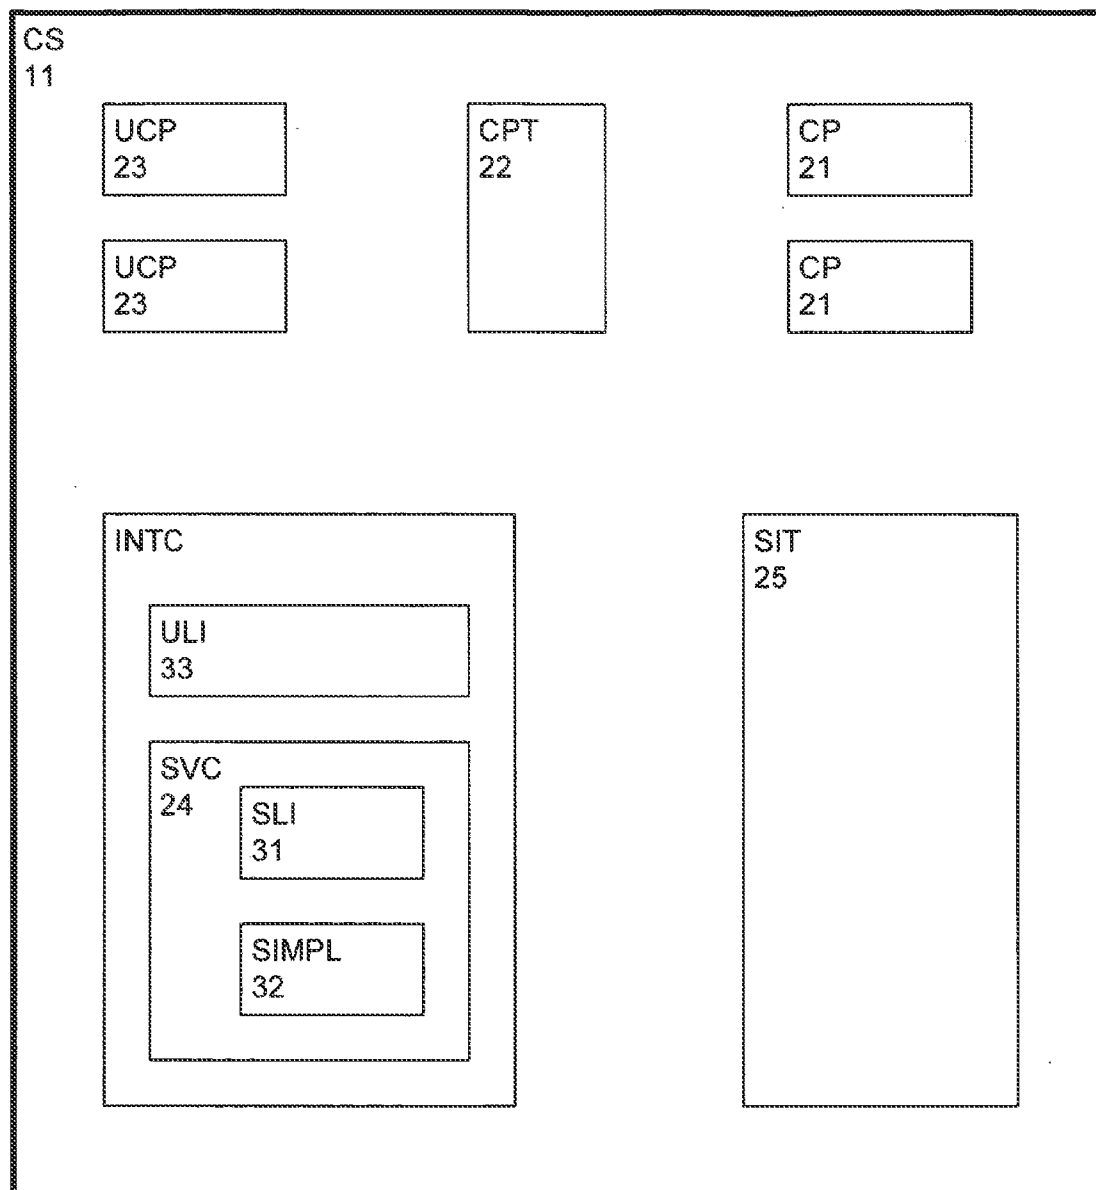 CS
11
UCP
23
CPT
22
CP
21
UCP
23
CP
21
INTC
SIT
25
ULI
33
SVC
24
SLI
31
SIMPL
32